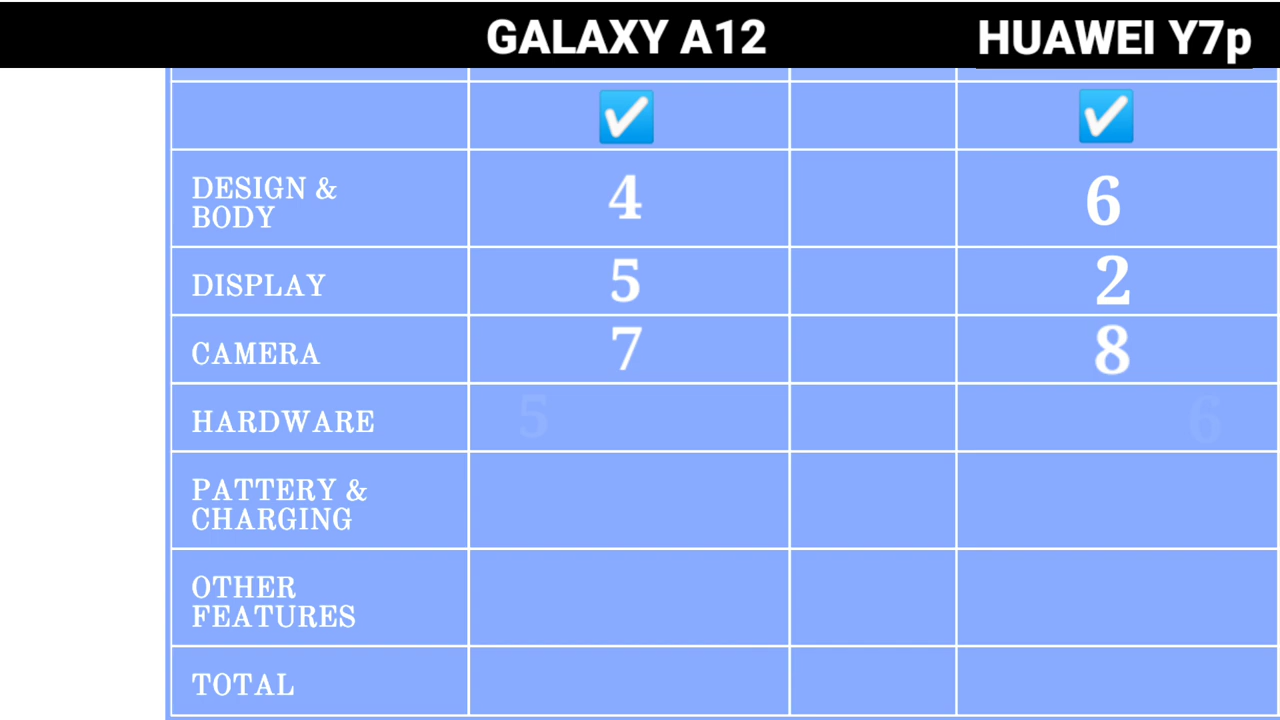 GALAXY A12 HUAWEI Y7p
☑ ☑
DESIGN &
BODY 4 6
DISPLAY 5 2
CAMERA 7 8
HARDWARE 5 6
PATTERY &
CHARGING
OTHER
FEATURES
TOTAL